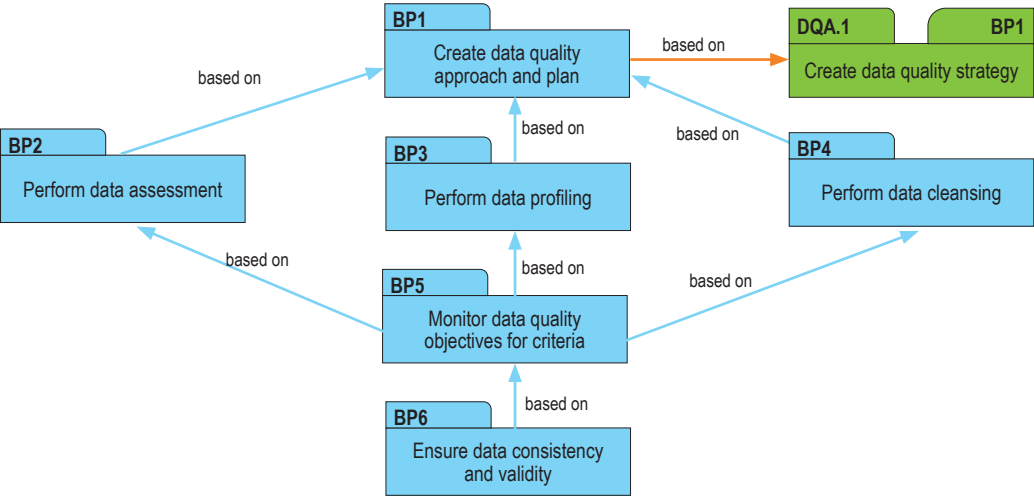 BP1
Create data quality
approach and plan
based on
DQA.1
BP1
Create data quality strategy
based on
based on
based on
BP2
Perform data assessment
BP3
Perform data profiling
BP4
Perform data cleansing
based on
based on
based on
BP5
Monitor data quality
objectives for criteria
based on
BP6
Ensure data consistency
and validity